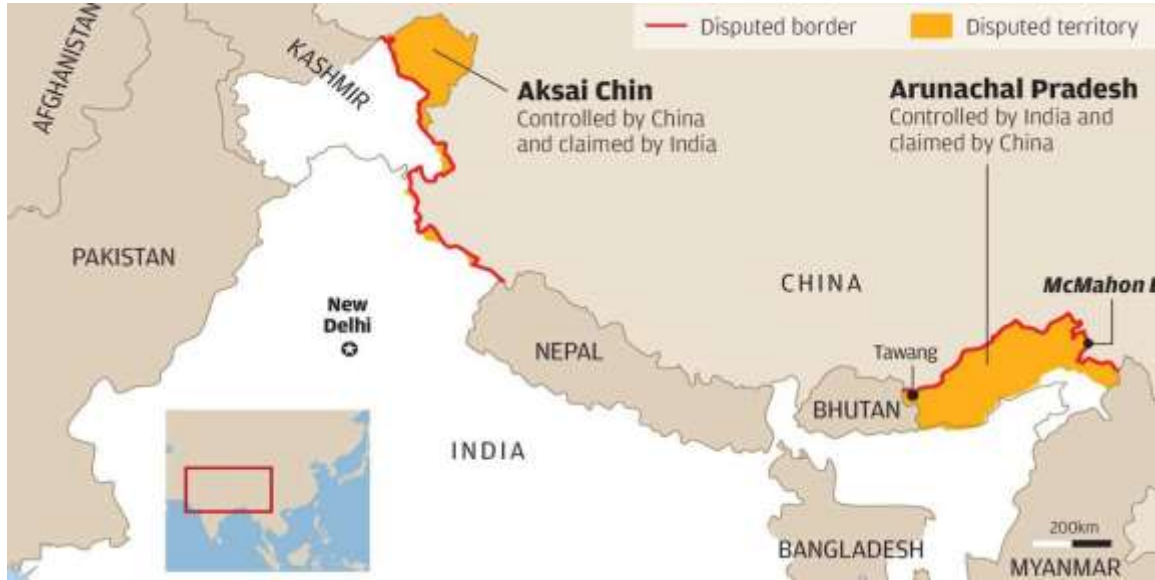 Disputed border
Disputed territory
AFGHANISTAN
KASHMIR
Aksai Chin
Controlled by China
and claimed by India
Arunachal Pradesh
Controlled by India and
claimed by China
PAKISTAN
CHINA
McMahon
New
Delhi
NEPAL
Tawang
BHUTAN
INDIA
200km
BANGLADESH
MYANMAR